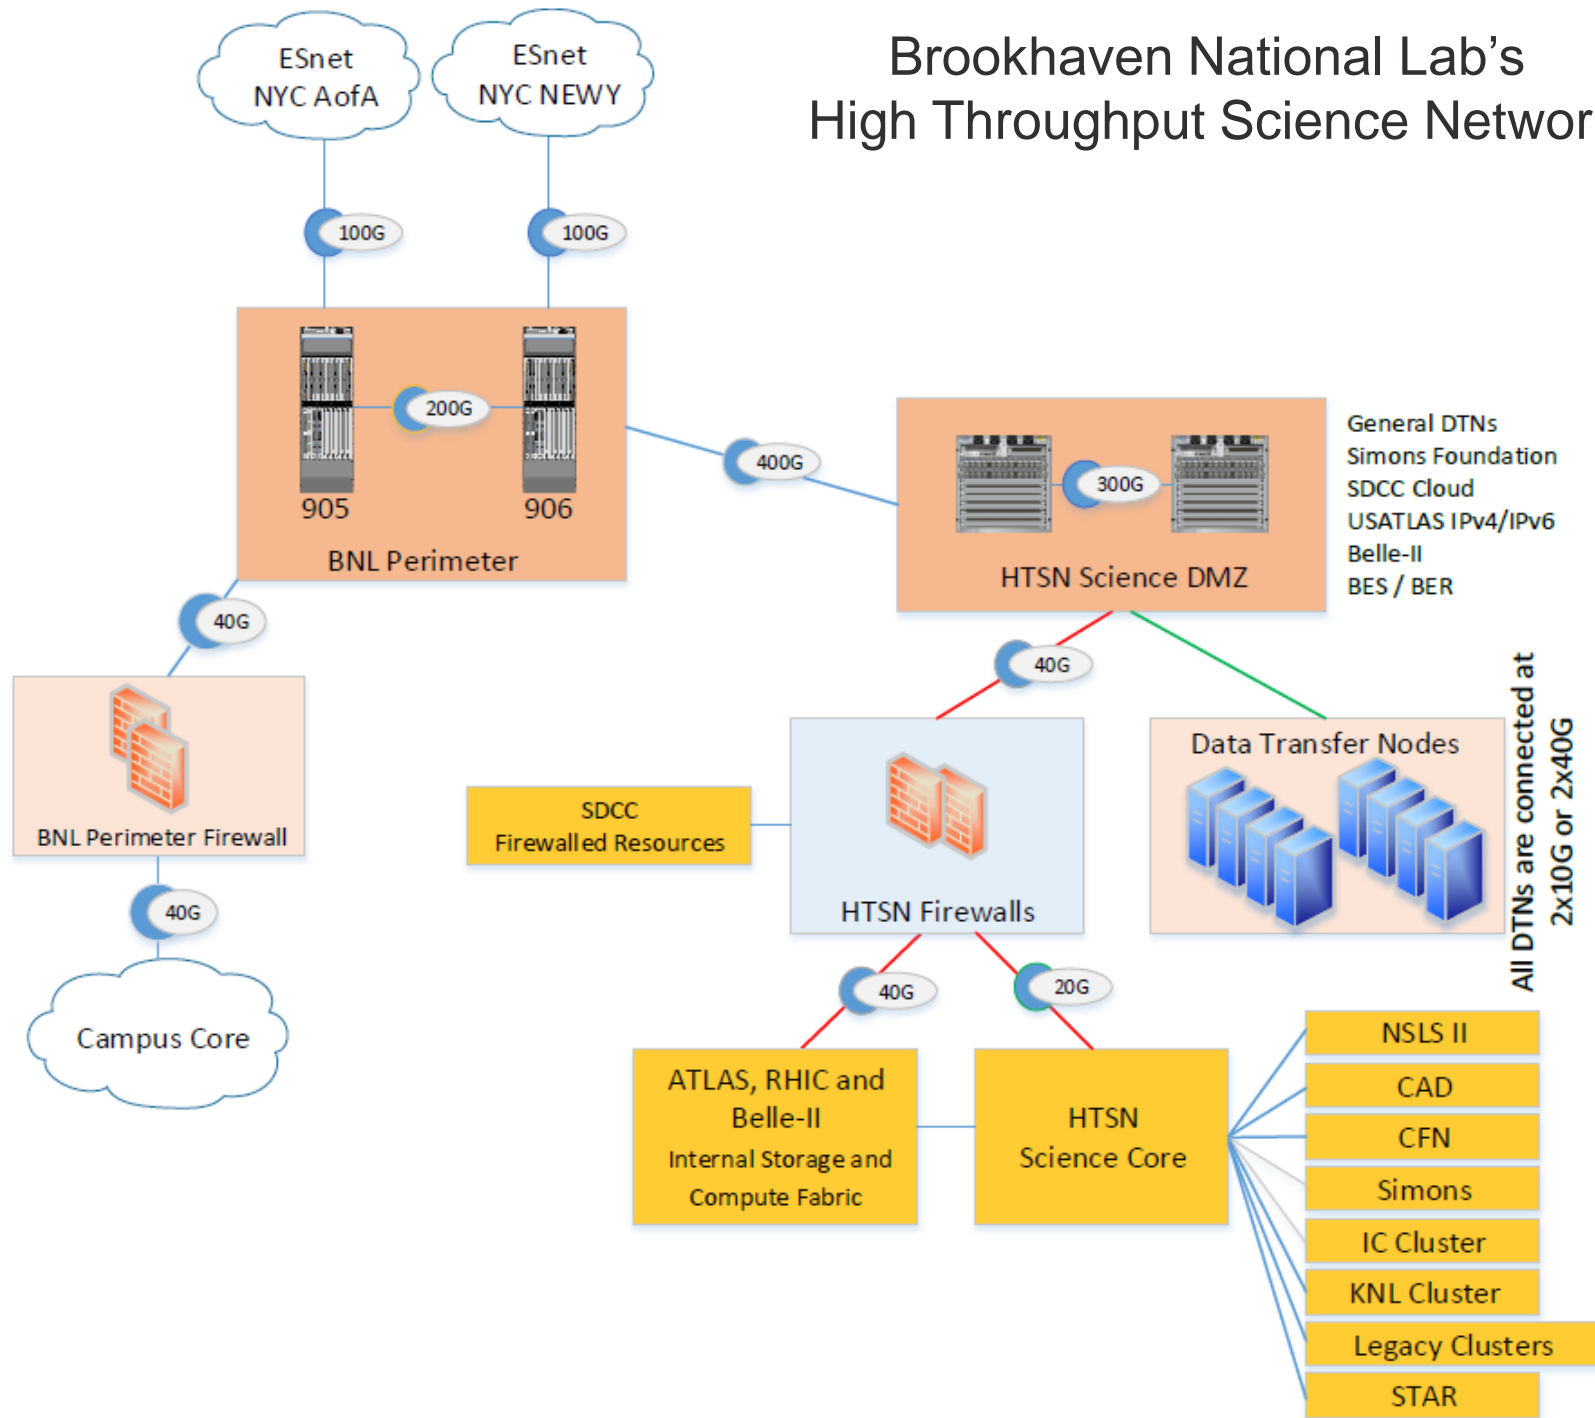 Brookhaven National Lab's
High Throughput Science Networ
ESnet
NYC AofA
ESnet
NYC NEWY
100G
100G
200G
905
906
BNL Perimeter
400G
300G
HTSN Science DMZ
General DTNs
Simons Foundation
SDCC Cloud
USATLAS IPv4/IPv6
Belle-II
BES / BER
40G
BNL Perimeter Firewall
40G
Campus Core
40G
SDCC
Firewalled Resources
HTSN Firewalls
Data Transfer Nodes
All DTNs are connected at
2x10G or 2x40G
40G
20G
ATLAS, RHIC and
Belle-II
Internal Storage and
Compute Fabric
HTSN
Science Core
NSLS II
CAD
CFN
Simons
IC Cluster
KNL Cluster
Legacy Clusters
STAR